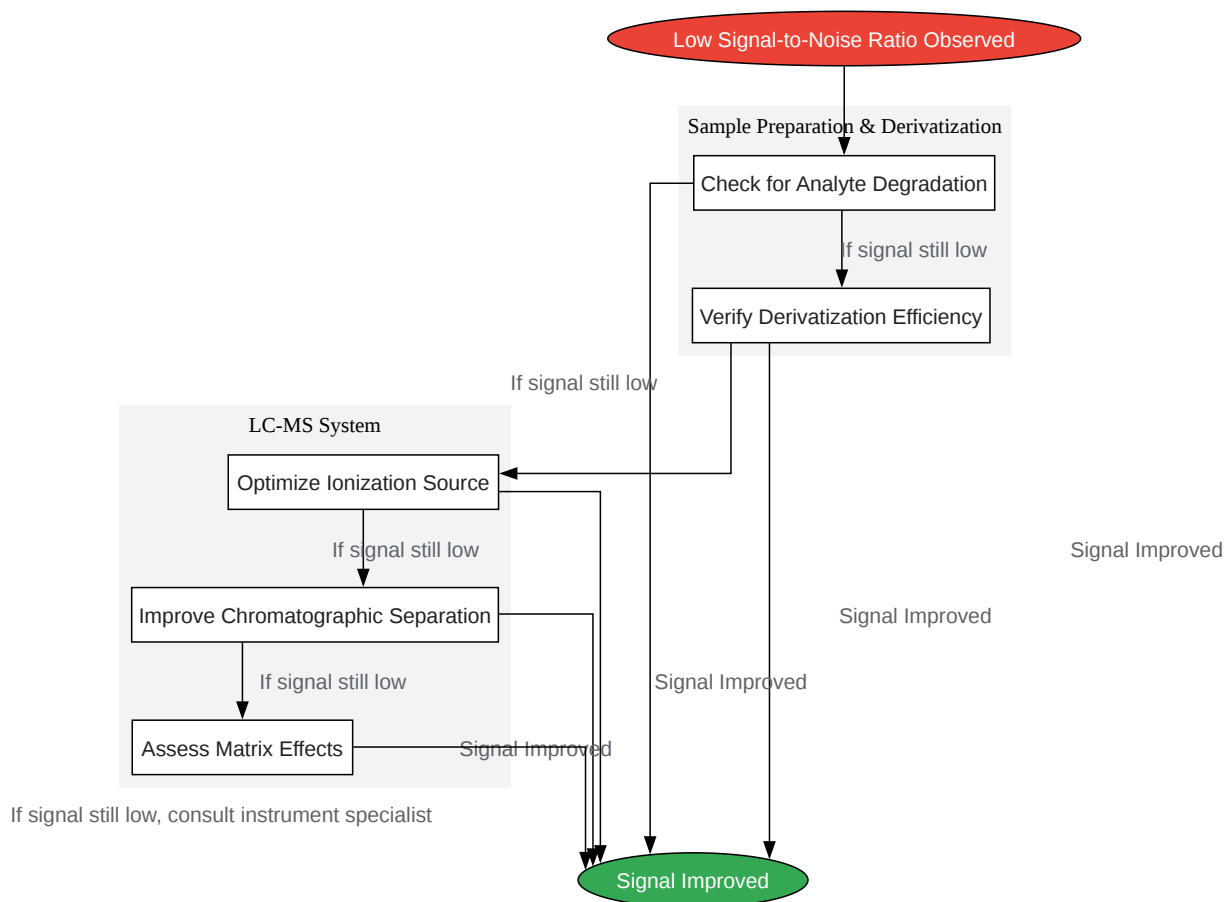 Low Signal-to-Noise Ratio Observed
Sample Preparation & Derivatization
Check for Analyte Degradation
If signal still low
Verify Derivatization Efficiency
If signal still low
LC-MS System
Optimize Ionization Source
If signal still low
Signal Improved
Improve Chromatographic Separation
Signal Improved
If signal still low
Signal Improved
Assess Matrix Effects
Signal Improved
If signal still low, consult instrument specialist
Signal Improved